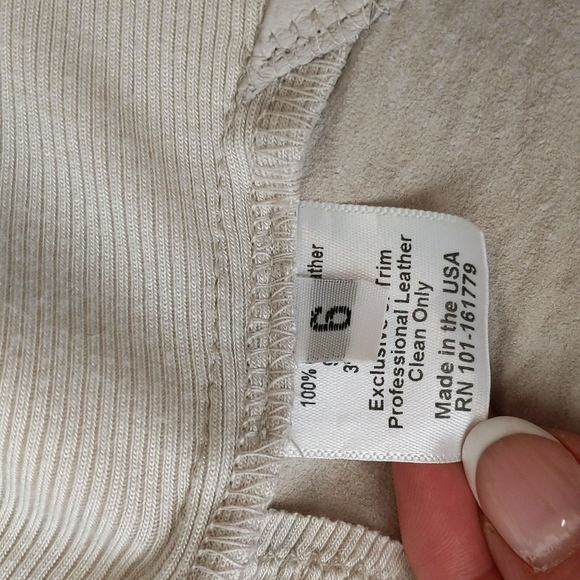 100%
Exclusive Trim
Professional Leather
Clean Only
Made in the USA
RN 101-161779
6